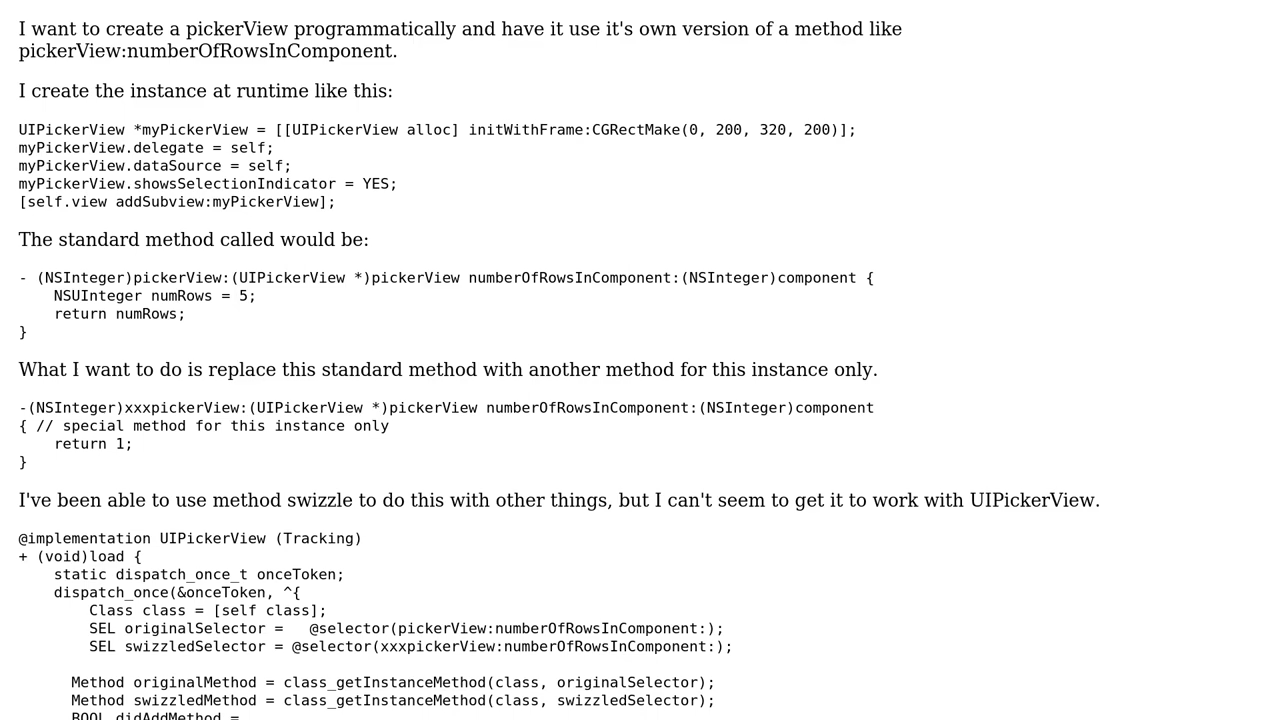 I want to create a pickerView programmatically and have it use it's own version of a method like
pickerView:numberOfRowsInComponent.
I create the instance at runtime like this:
UIPickerView *myPickerView = [[UIPickerView alloc] initWithFrame:CGRectMake(0, 200, 320, 200)];
myPickerView.delegate = self;
myPickerView.dataSource = self;
myPickerView.showsSelectionIndicator = YES;
[self.view addSubview:myPickerView];
The standard method called would be:
- (NSInteger)pickerView:(UIPickerView *)pickerView numberOfRowsInComponent:(NSInteger)component {
    NSUInteger numRows = 5;
    return numRows;
}
What I want to do is replace this standard method with another method for this instance only.
-(NSInteger)xxxpickerView:(UIPickerView *)pickerView numberOfRowsInComponent:(NSInteger)component
{ // special method for this instance only
    return 1;
}
I've been able to use method swizzle to do this with other things, but I can't seem to get it to work with UIPickerView.
@implementation UIPickerView (Tracking)
+ (void)load {
    static dispatch_once_t onceToken;
    dispatch_once(&onceToken, ^{
        Class class = [self class];
        SEL originalSelector =   @selector(pickerView:numberOfRowsInComponent:);
        SEL swizzledSelector = @selector(xxxpickerView:numberOfRowsInComponent:);
      Method originalMethod = class_getInstanceMethod(class, originalSelector);
      Method swizzledMethod = class_getInstanceMethod(class, swizzledSelector);
      BOOL didAddMethod =